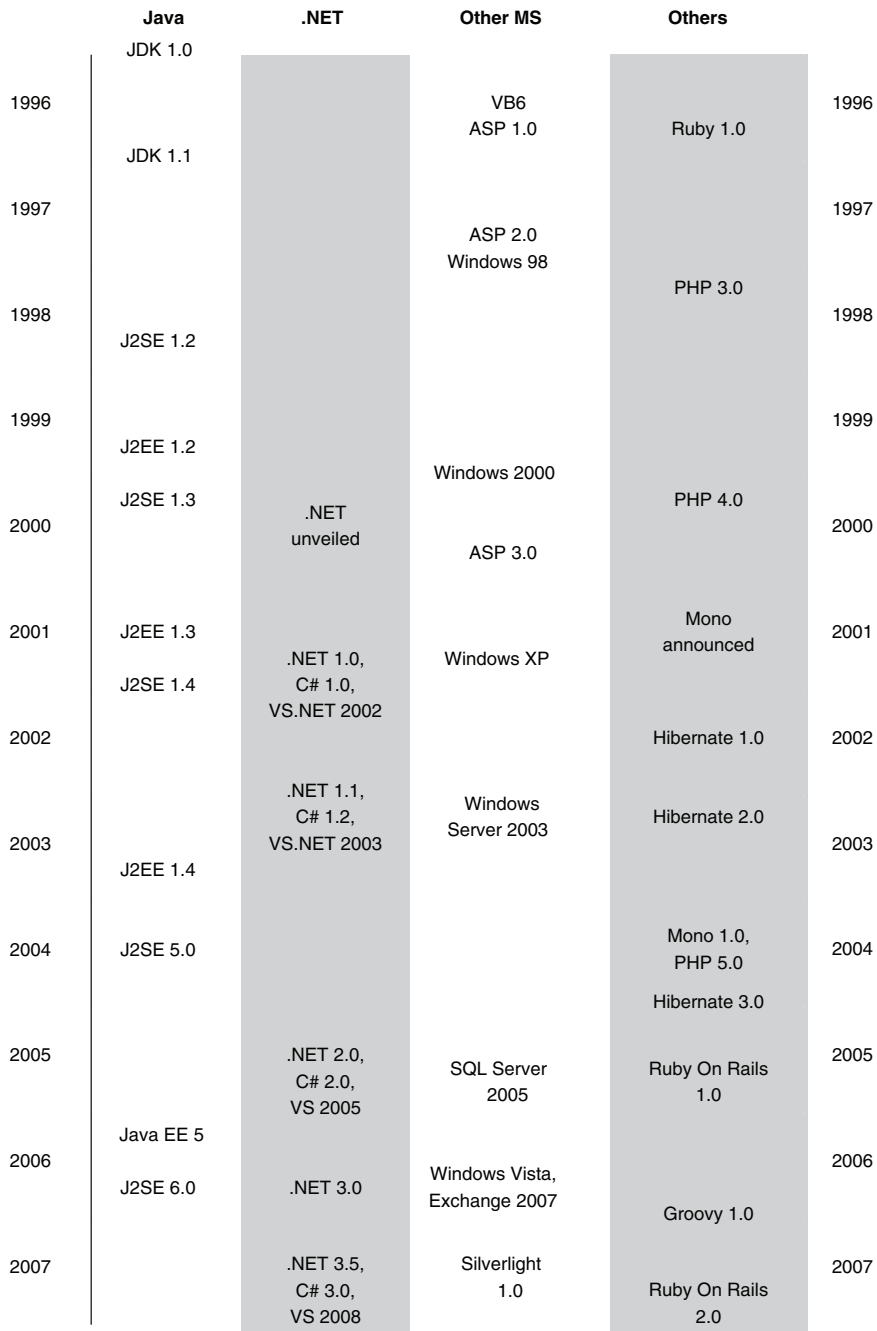 Java .NET Other MS Others
JDK 1.0
1996 VB6 1996
ASP 1.0 Ruby 1.0
JDK 1.1
1997 1997
ASP 2.0
Windows 98
PHP 3.0
1998 1998
J2SE 1.2
1999 1999
J2EE 1.2
Windows 2000
J2SE 1.3 PHP 4.0
.NET
2000 2000
unveiled
ASP 3.0
Mono
2001 J2EE 1.3 2001
announced
.NET 1.0, Windows XP
J2SE 1.4 C# 1.0,
VS.NET 2002
2002 Hibernate 1.0 2002
.NET 1.1,
Windows
C# 1.2, Hibernate 2.0
Server 2003
2003 VS.NET 2003 2003
J2EE 1.4
Mono 1.0,
2004 J2SE 5.0 2004
PHP 5.0
Hibernate 3.0
2005 .NET 2.0, 2005
SQL Server Ruby On Rails
C# 2.0,
2005 1.0
VS 2005
Java EE 5
2006 2006
Windows Vista,
J2SE 6.0 .NET 3.0
Exchange 2007
Groovy 1.0
2007 .NET 3.5, Silverlight 2007
C# 3.0, 1.0 Ruby On Rails
VS 2008 2.0